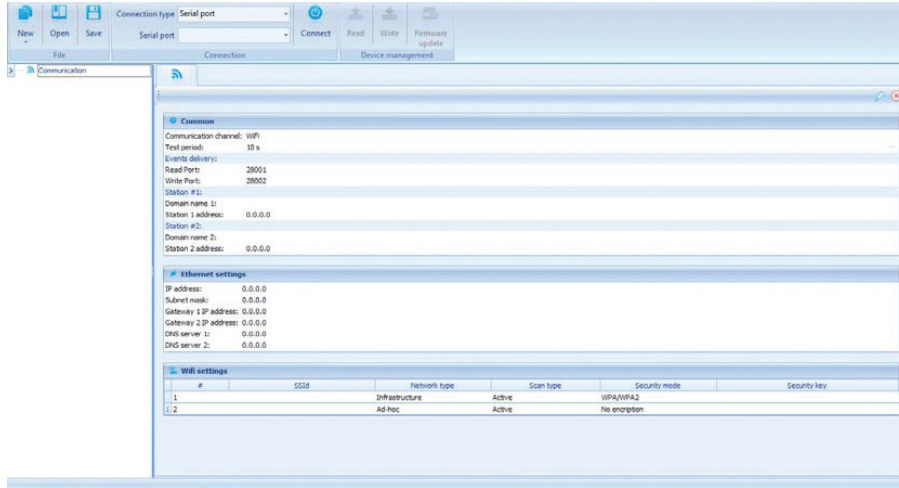 Connection type Serial port
New Open Save Serial port Connect Read Write Firmware
update
File Connection Device management
Communication
Common
Communication channel: WiFi
Test period: 10 s
Events delivery:
Read Port: 28001
Write Port: 28002
Station #1:
Domain name 1:
Station 1 address: 0.0.0.0
Station #2:
Domain name 2:
Station 2 address: 0.0.0.0
Ethernet settings
IP address: 0.0.0.0
Subnet mask: 0.0.0.0
Gateway 1 IP address: 0.0.0.0
Gateway 2 IP address: 0.0.0.0
DNS server 1: 0.0.0.0
DNS server 2: 0.0.0.0
Wifi settings
# SSId Network type Scan type Security mode Security key
1 Infrastructure Active WPA/WPA2
2 Ad-hoc Active No encription